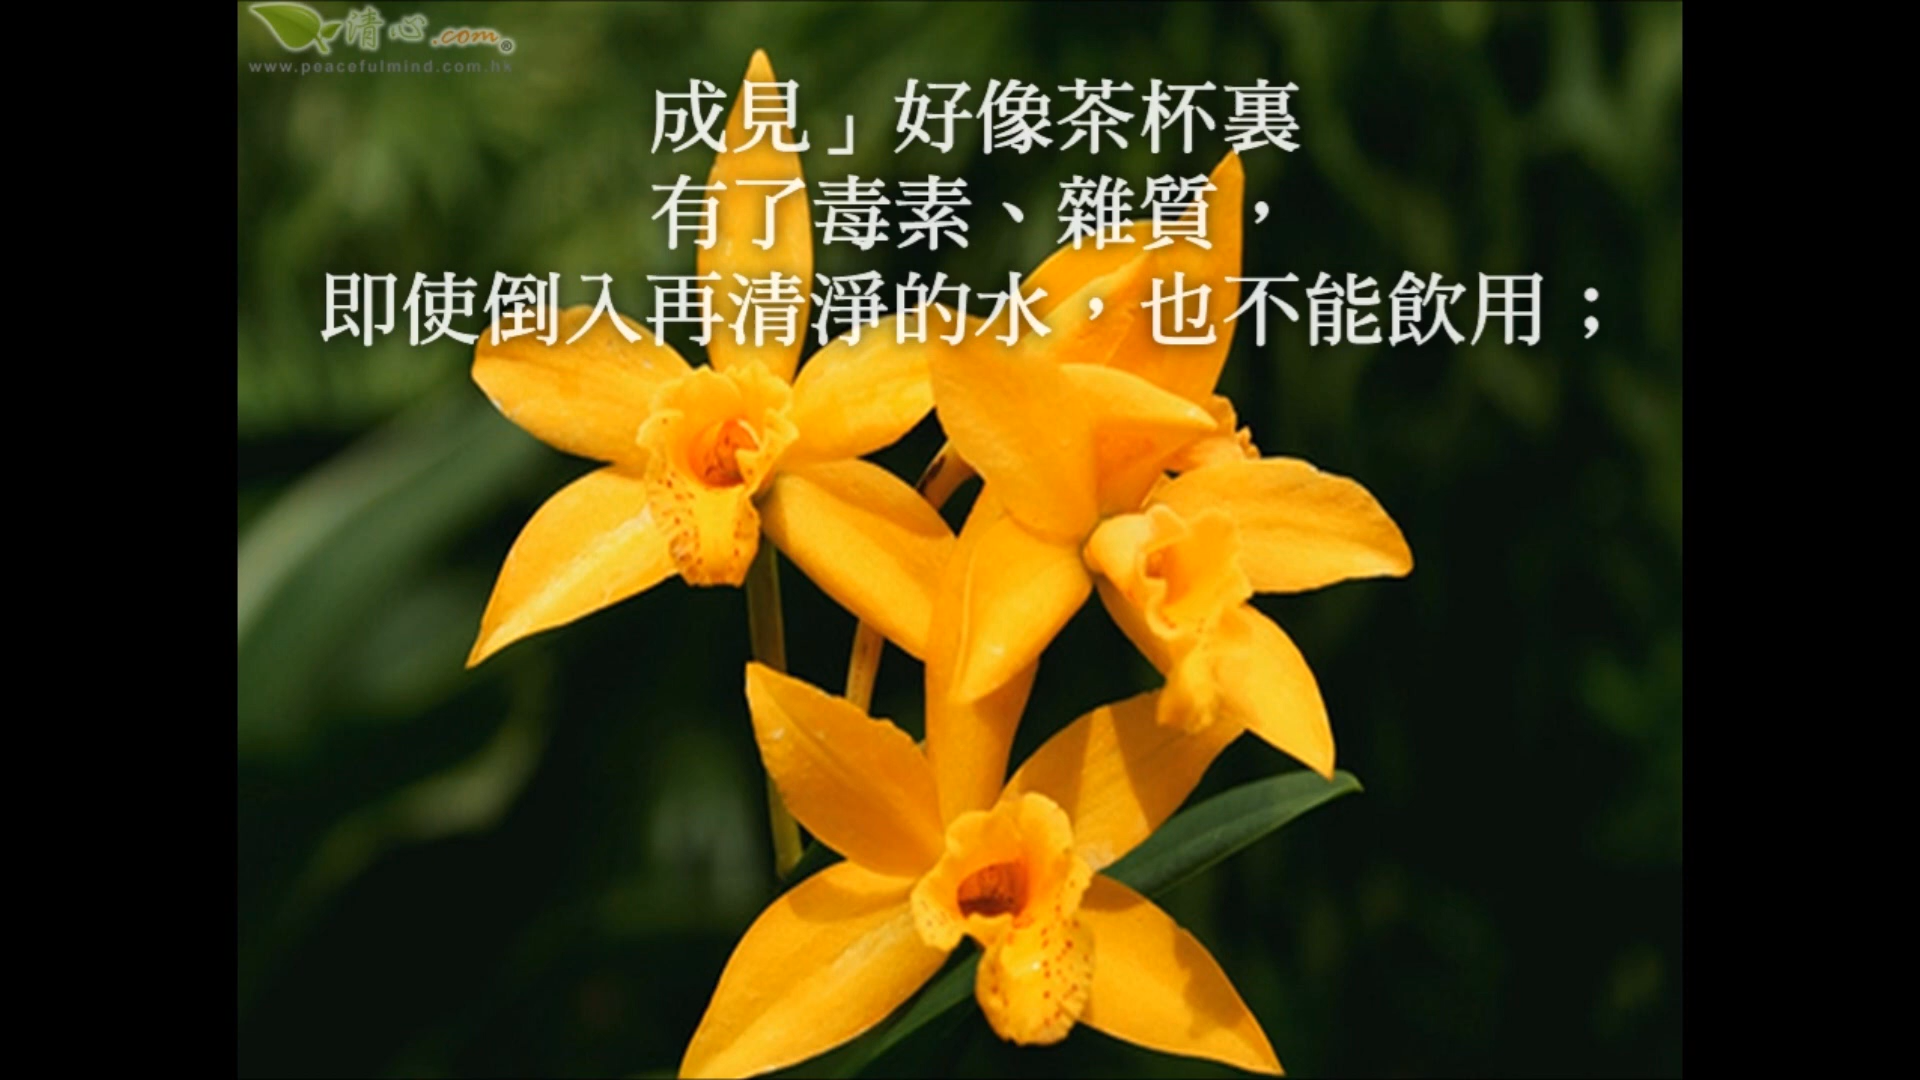 清心.com®
www.peacefulmind.com.hk
成見」好像茶杯裏
有了毒素、雜質，
即使倒入再清淨的水，也不能飲用；